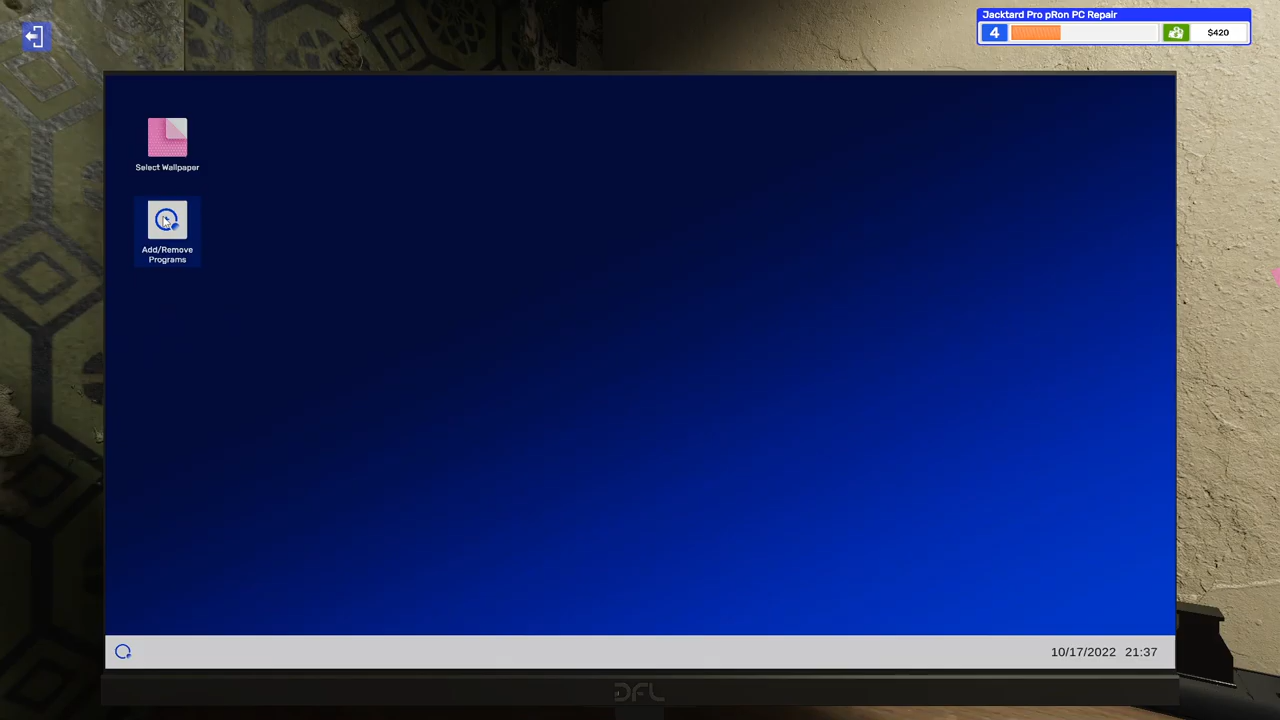 Jacktard Pro pRon PC Repair
4
$420
Select Wallpaper
Add/Remove
Programs
10/17/2022 21:37
DFL